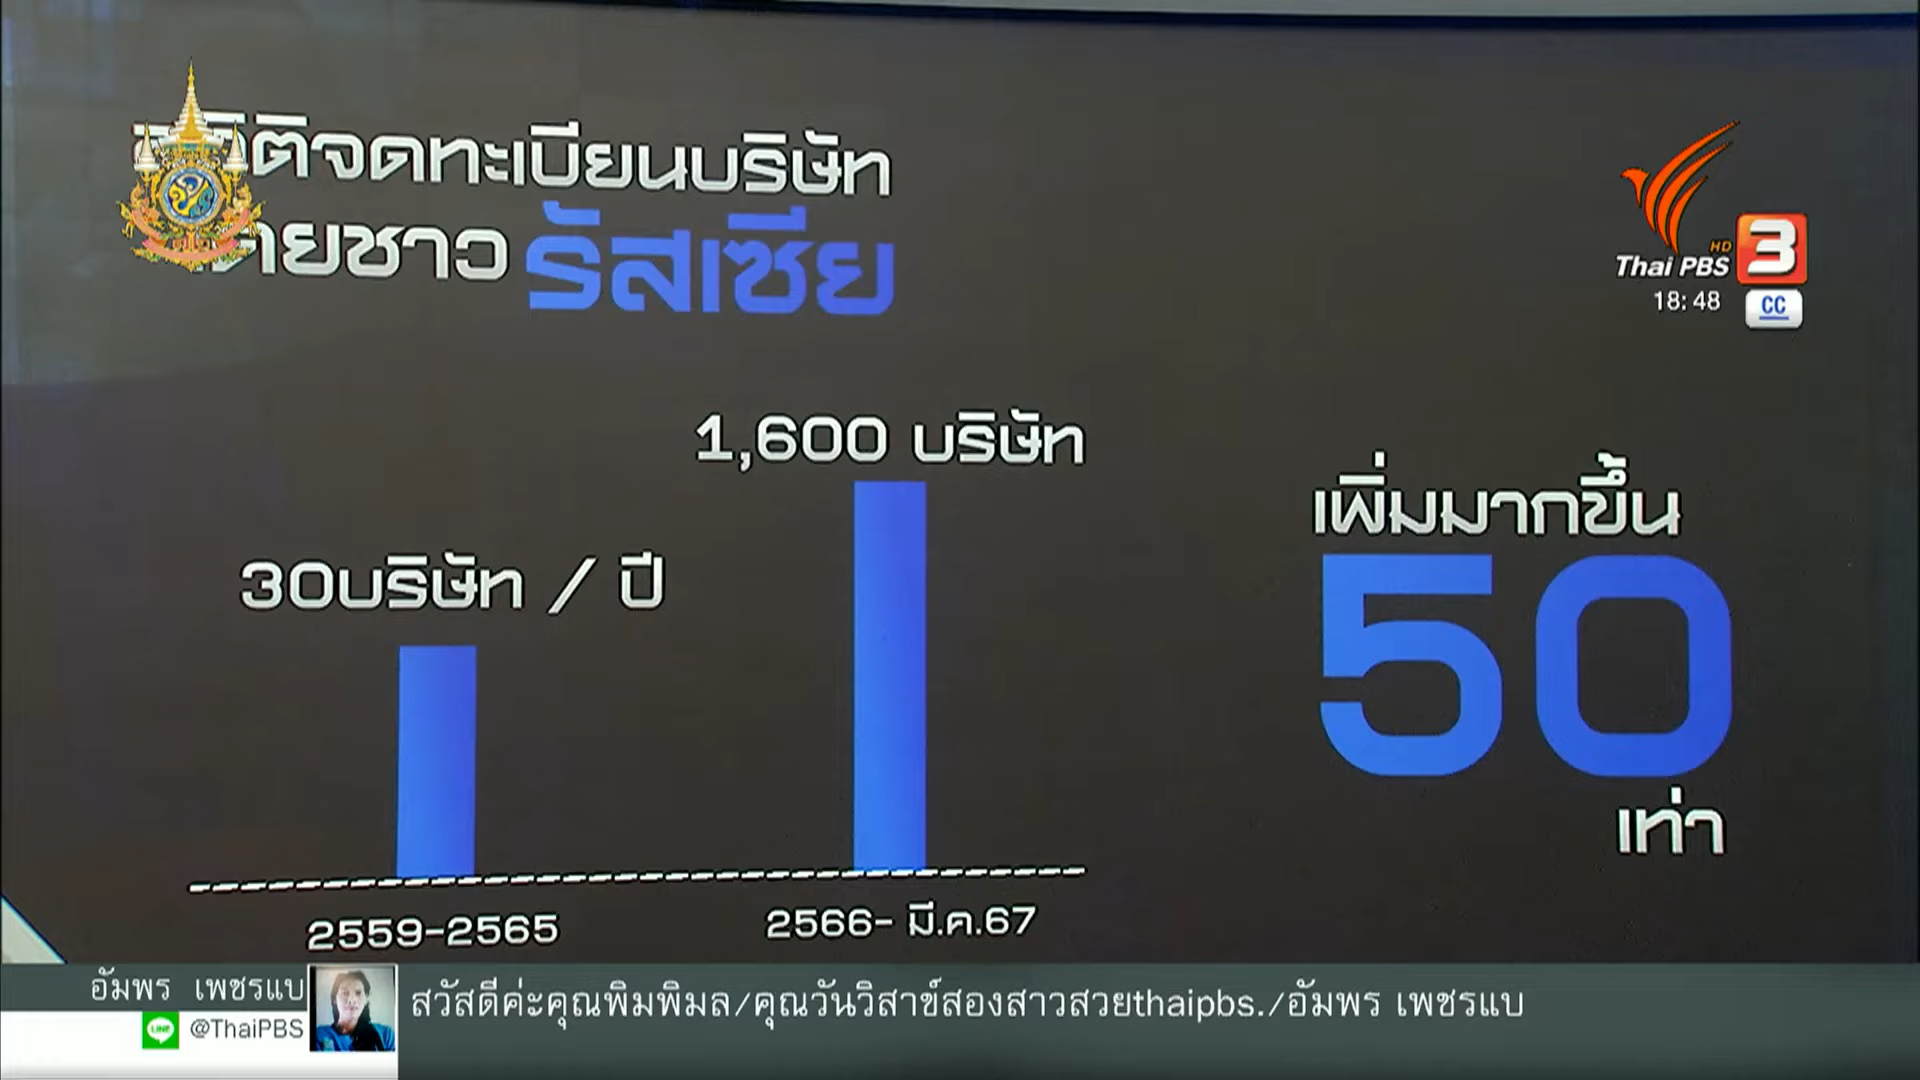 จดทะเบียนบริษัท
รัสเซีย
Thai PBS HD 3
18:48 CC
1,600 บริษัท
30บริษัท / ปี
เพิ่มมากขึ้น
50
เท่า
2559-2565
2566- มี.ค.67
อัมพร เพชรแบ
LINE @ThaiPBS
สวัสดีค่ะคุณพิมพิมล/คุณวันวิสาข์สองสาวสวยthaipbs./อัมพร เพชรแบ